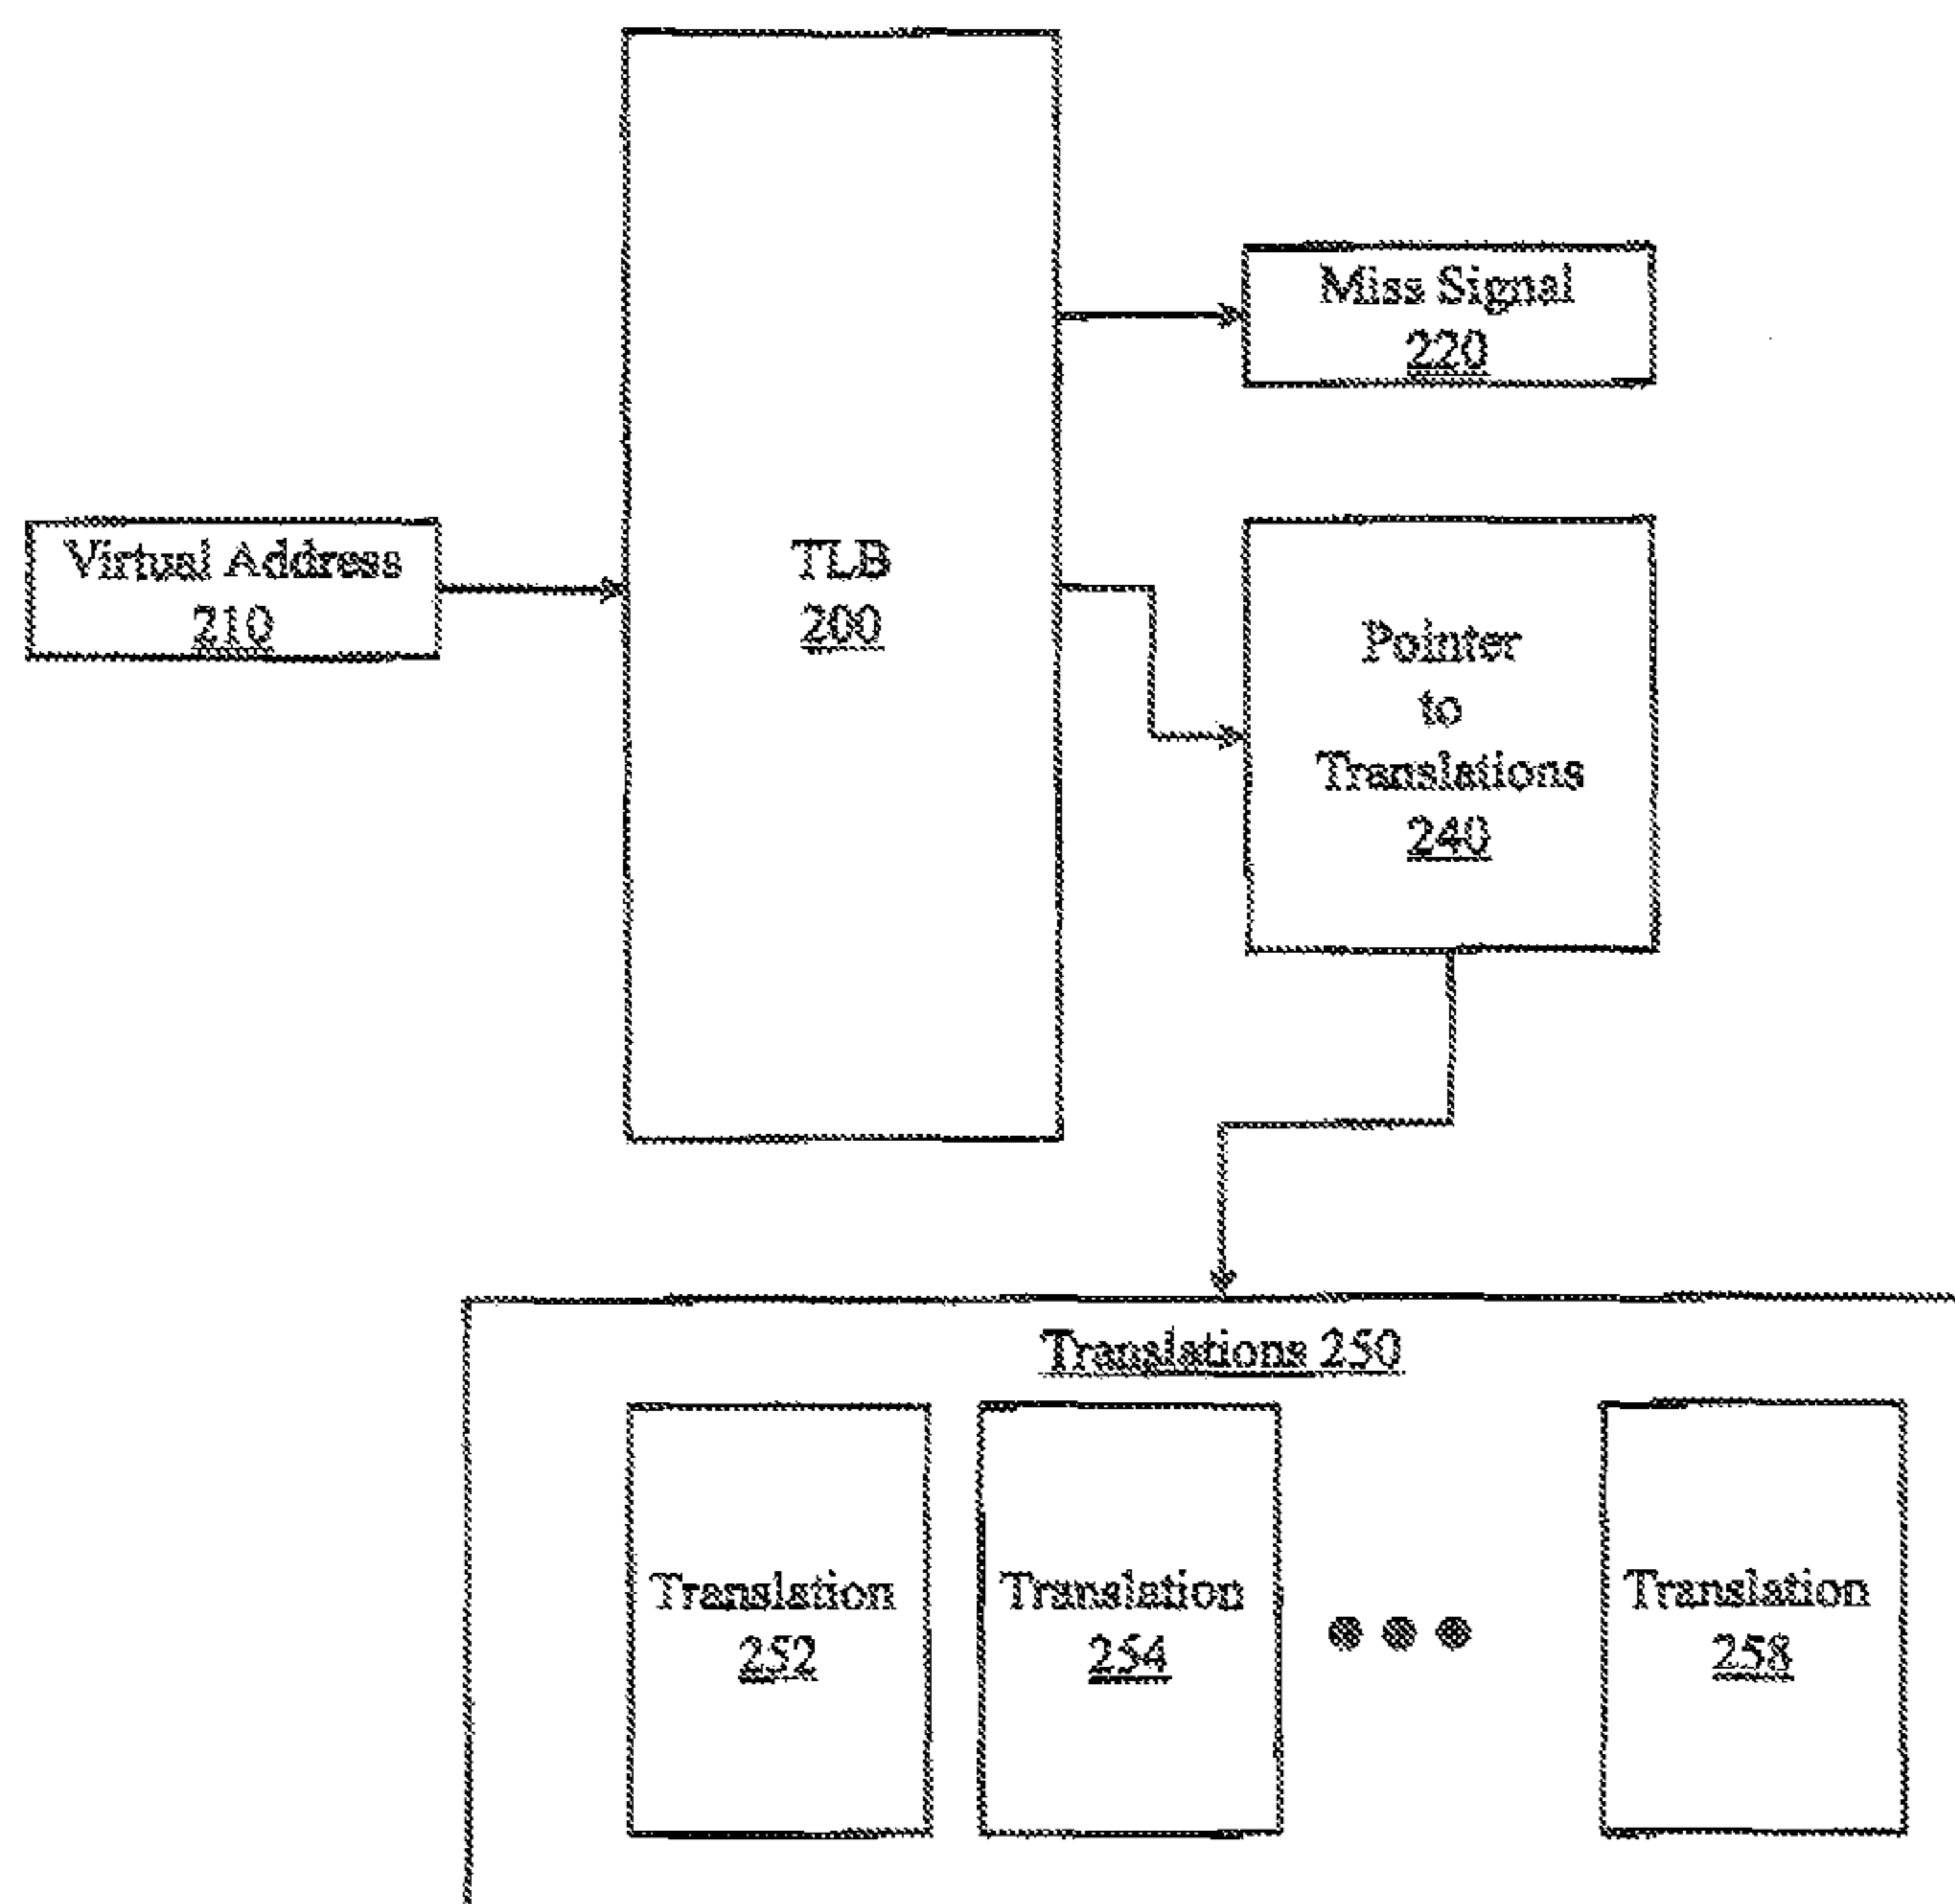 Miss Signal
220
Virtual Address
210
TLB
200
Pointer
to
Translations
240
Translations 250
Translation
252
Translation
254
Translation
258